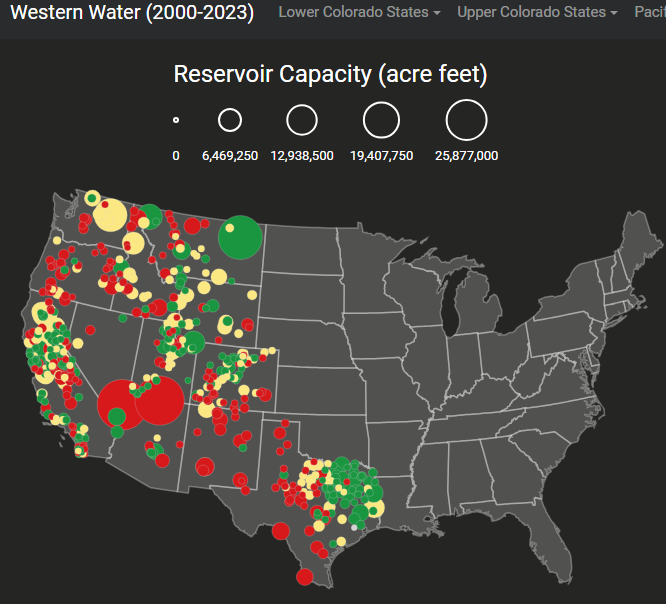 Western Water (2000-2023) Lower Colorado States Upper Colorado States Pacif
Reservoir Capacity (acre feet)
0 6,469,250 12,938,500 19,407,750 25,877,000